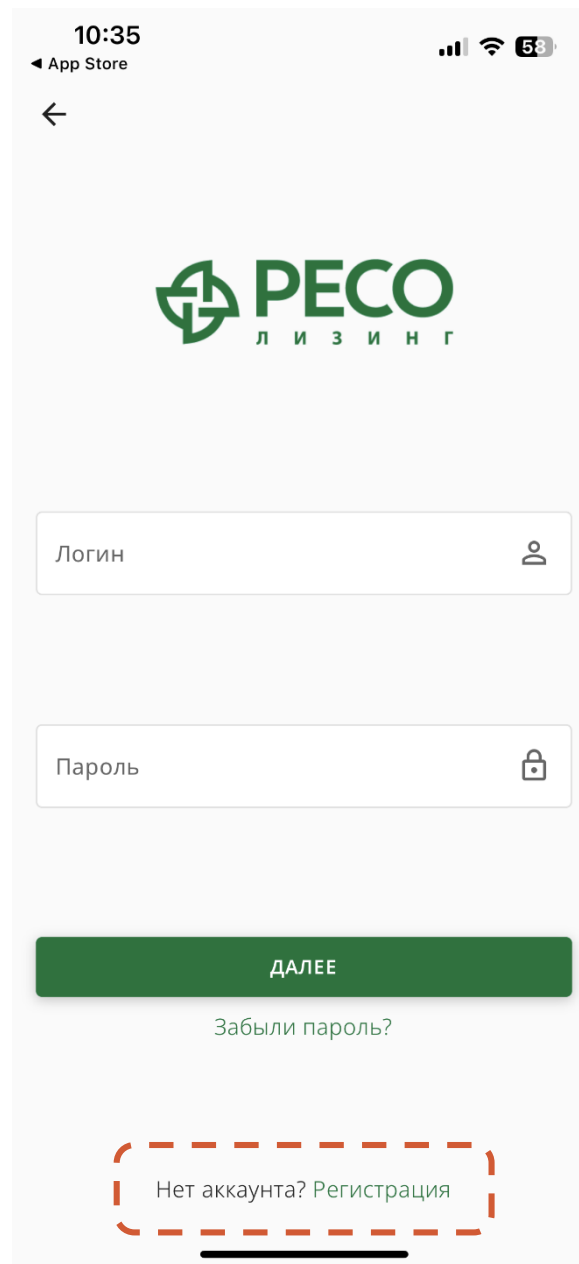 10:35
◀ App Store
58
РЕСО
ЛИЗИНГ
Логин
Пароль
ДАЛЕЕ
Забыли пароль?
Нет аккаунта? Регистрация